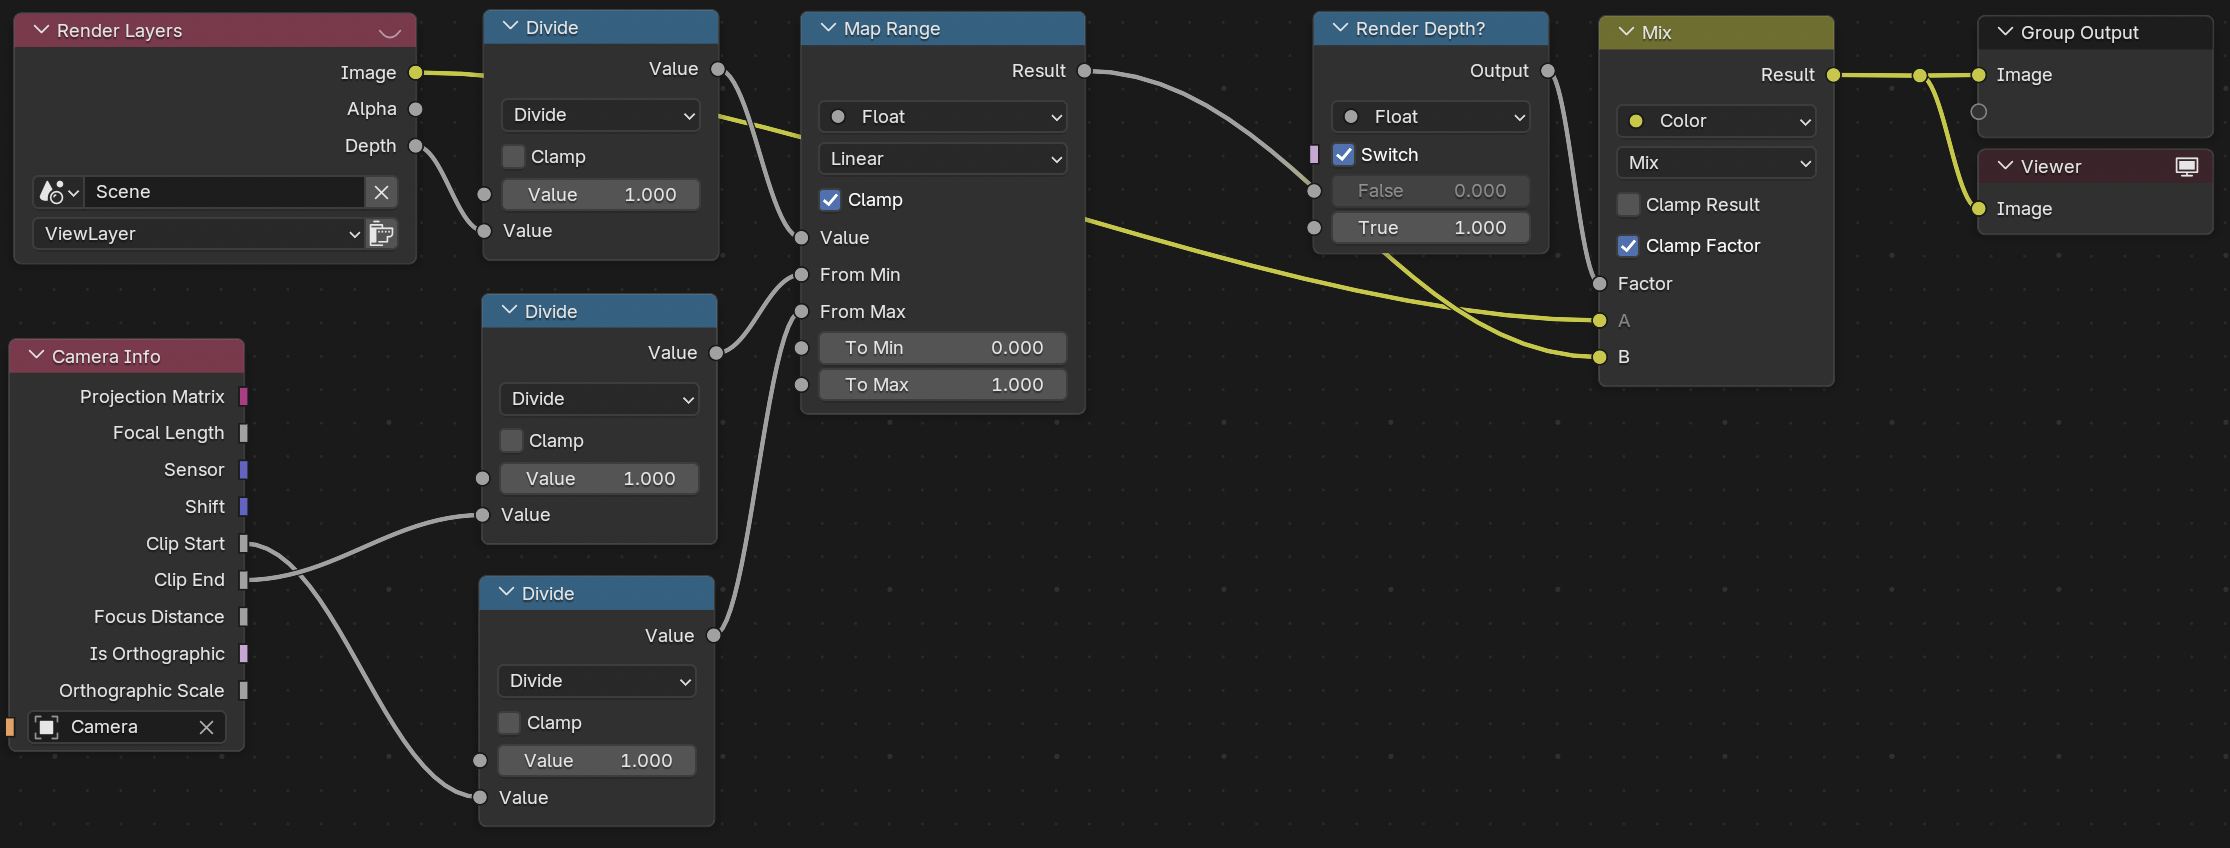 Render Layers
Image
Alpha
Depth
Scene
ViewLayer
Camera Info
Projection Matrix
Focal Length
Sensor
Shift
Clip Start
Clip End
Focus Distance
Is Orthographic
Orthographic Scale
Camera
Divide
Value
Divide
Clamp
Value 1.000
Value
Divide
Value
Divide
Clamp
Value 1.000
Value
Divide
Value
Divide
Clamp
Value 1.000
Value
Map Range
Result
Float
Linear
Clamp
Value
From Min
From Max
To Min 0.000
To Max 1.000
Render Depth?
Output
Float
Switch
False 0.000
True 1.000
Mix
Result
Color
Mix
Clamp Result
Clamp Factor
Factor
A
B
Group Output
Image
Viewer
Image